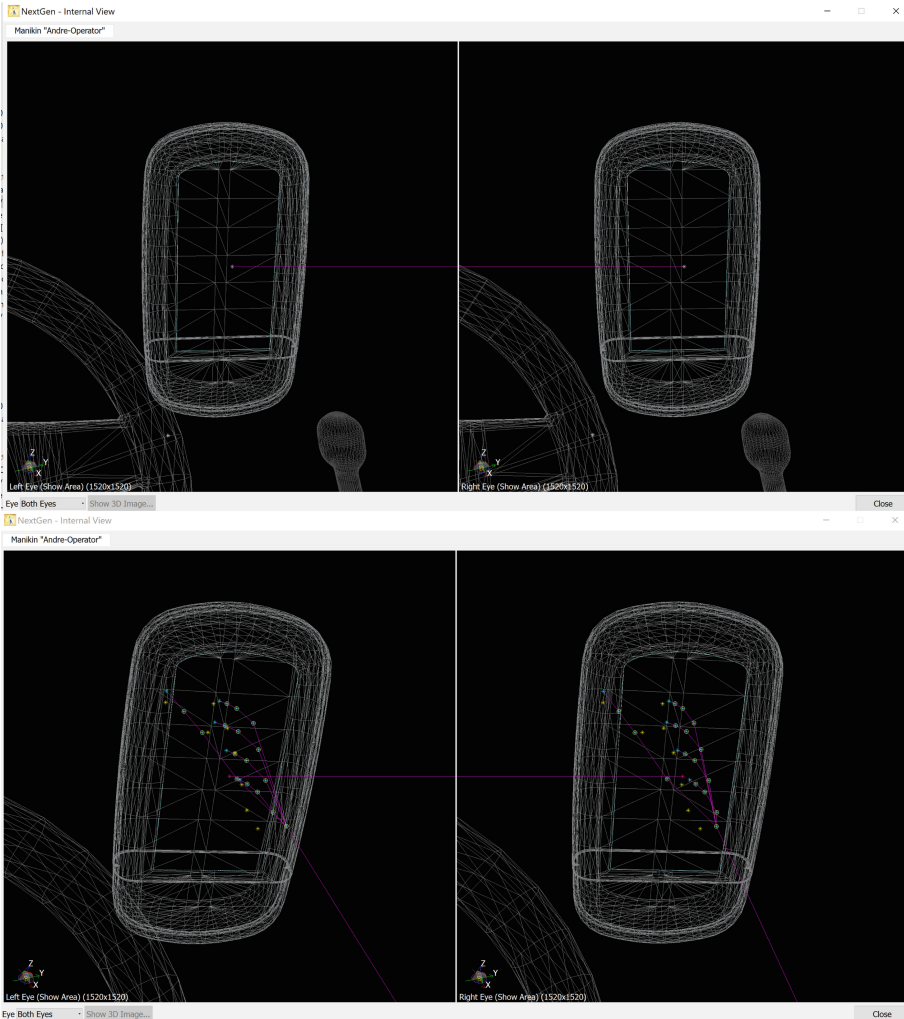 NextGen - Internal View
Manikin "Andre-Operator"
Z
Y
X
Left Eye (Show Area) (1520x1520)
Z
Y
X
Right Eye (Show Area) (1520x1520)
Eye Both Eyes
Show 3D Image...
Close
NextGen - Internal View
Manikin "Andre-Operator"
Z
Y
X
Left Eye (Show Area) (1520x1520)
Z
Y
X
Right Eye (Show Area) (1520x1520)
Eye Both Eyes
Show 3D Image...
Close